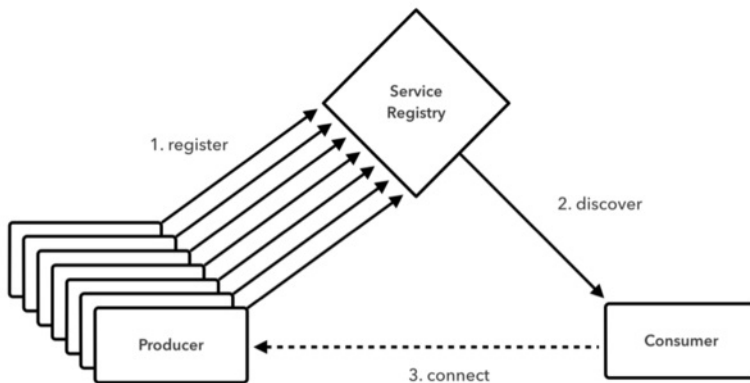 Service
Registry
1. register
2. discover
Producer
Consumer
3. connect